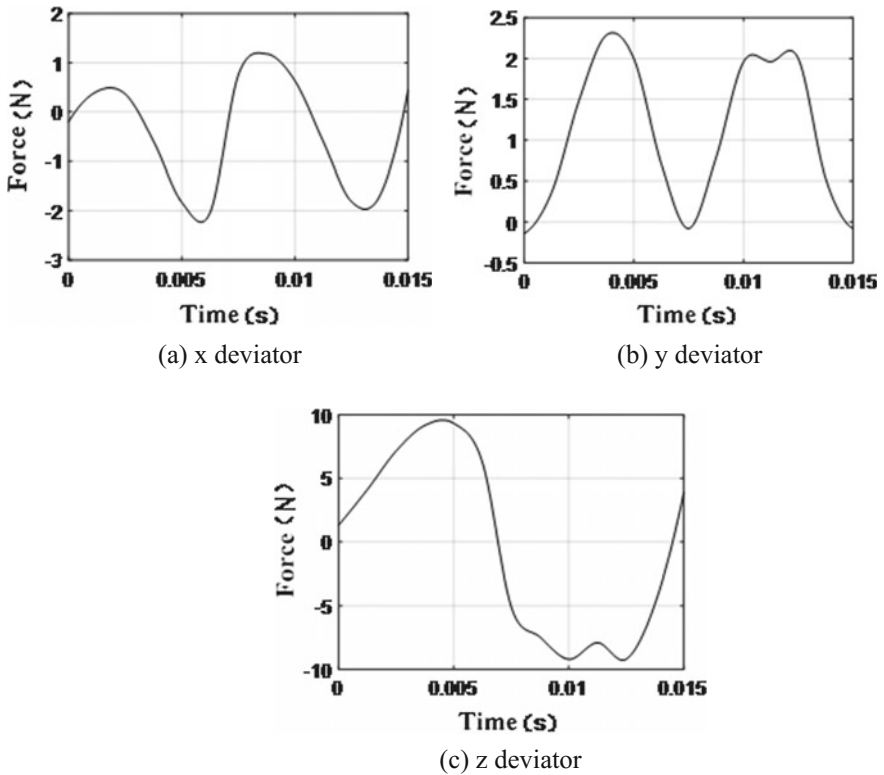 2
1
0
-1
-2
-3
Force (N)
0 0.005 0.01 0.015
Time (s)
(a) x deviator
2.5
2
1.5
1
0.5
0
-0.5
Force (N)
0 0.005 0.01 0.015
Time (s)
(b) y deviator
10
5
0
-5
-10
Force (N)
0 0.005 0.01 0.015
Time (s)
(c) z deviator